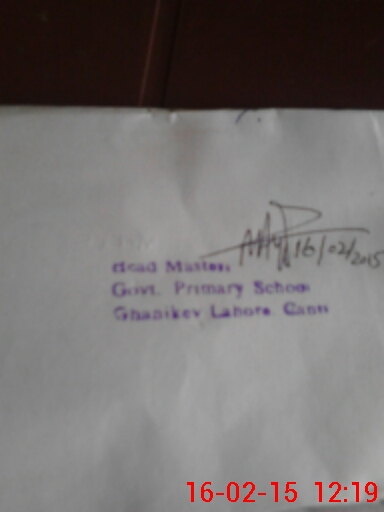 16/02/2015
Head Master,
Govt. Primary School
Ghanikey Lahore. Cantt
16-02-15 12:19